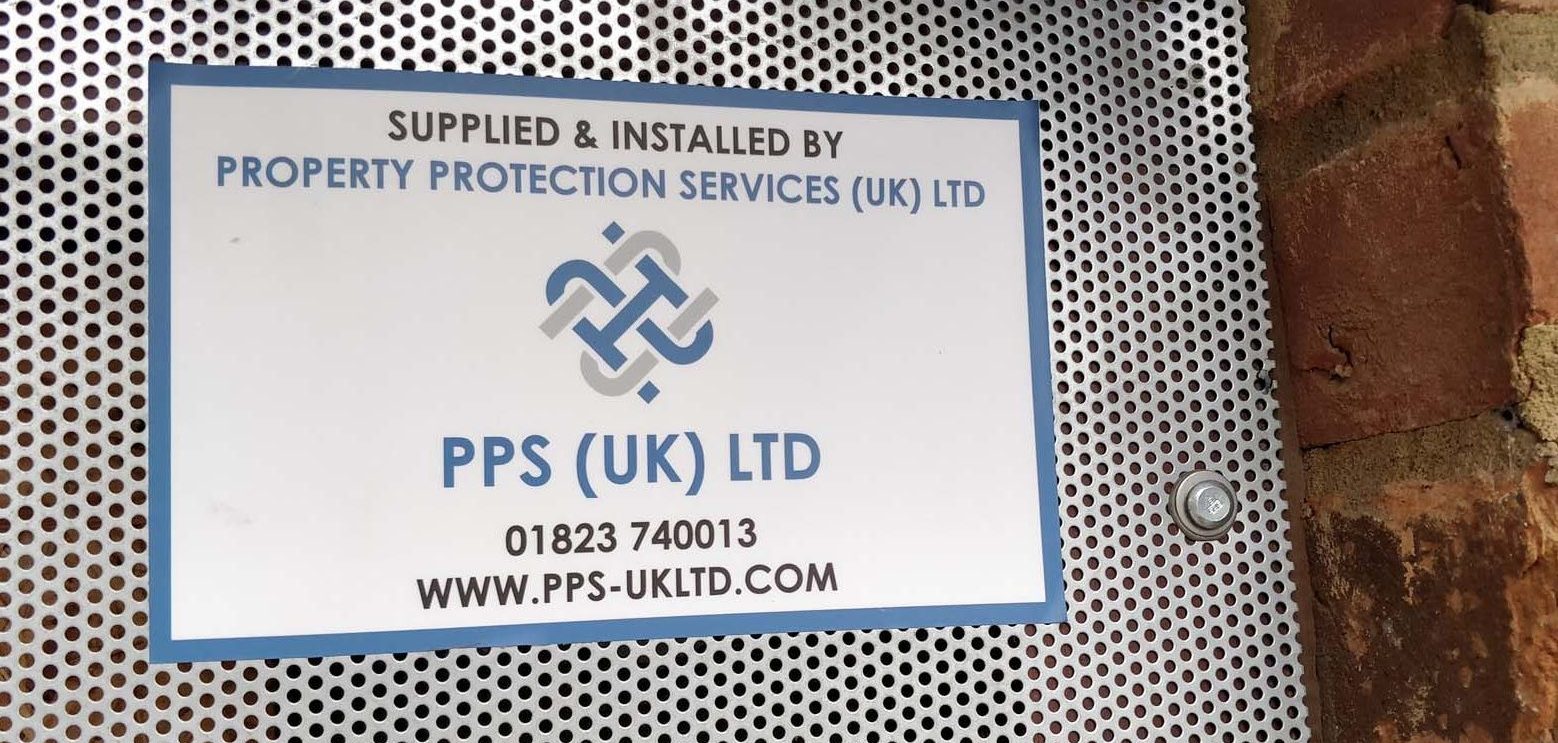 SUPPLIED & INSTALLED BY
PROPERTY PROTECTION SERVICES (UK) LTD
PPS (UK) LTD
01823 740013
WWW.PPS-UKLTD.COM